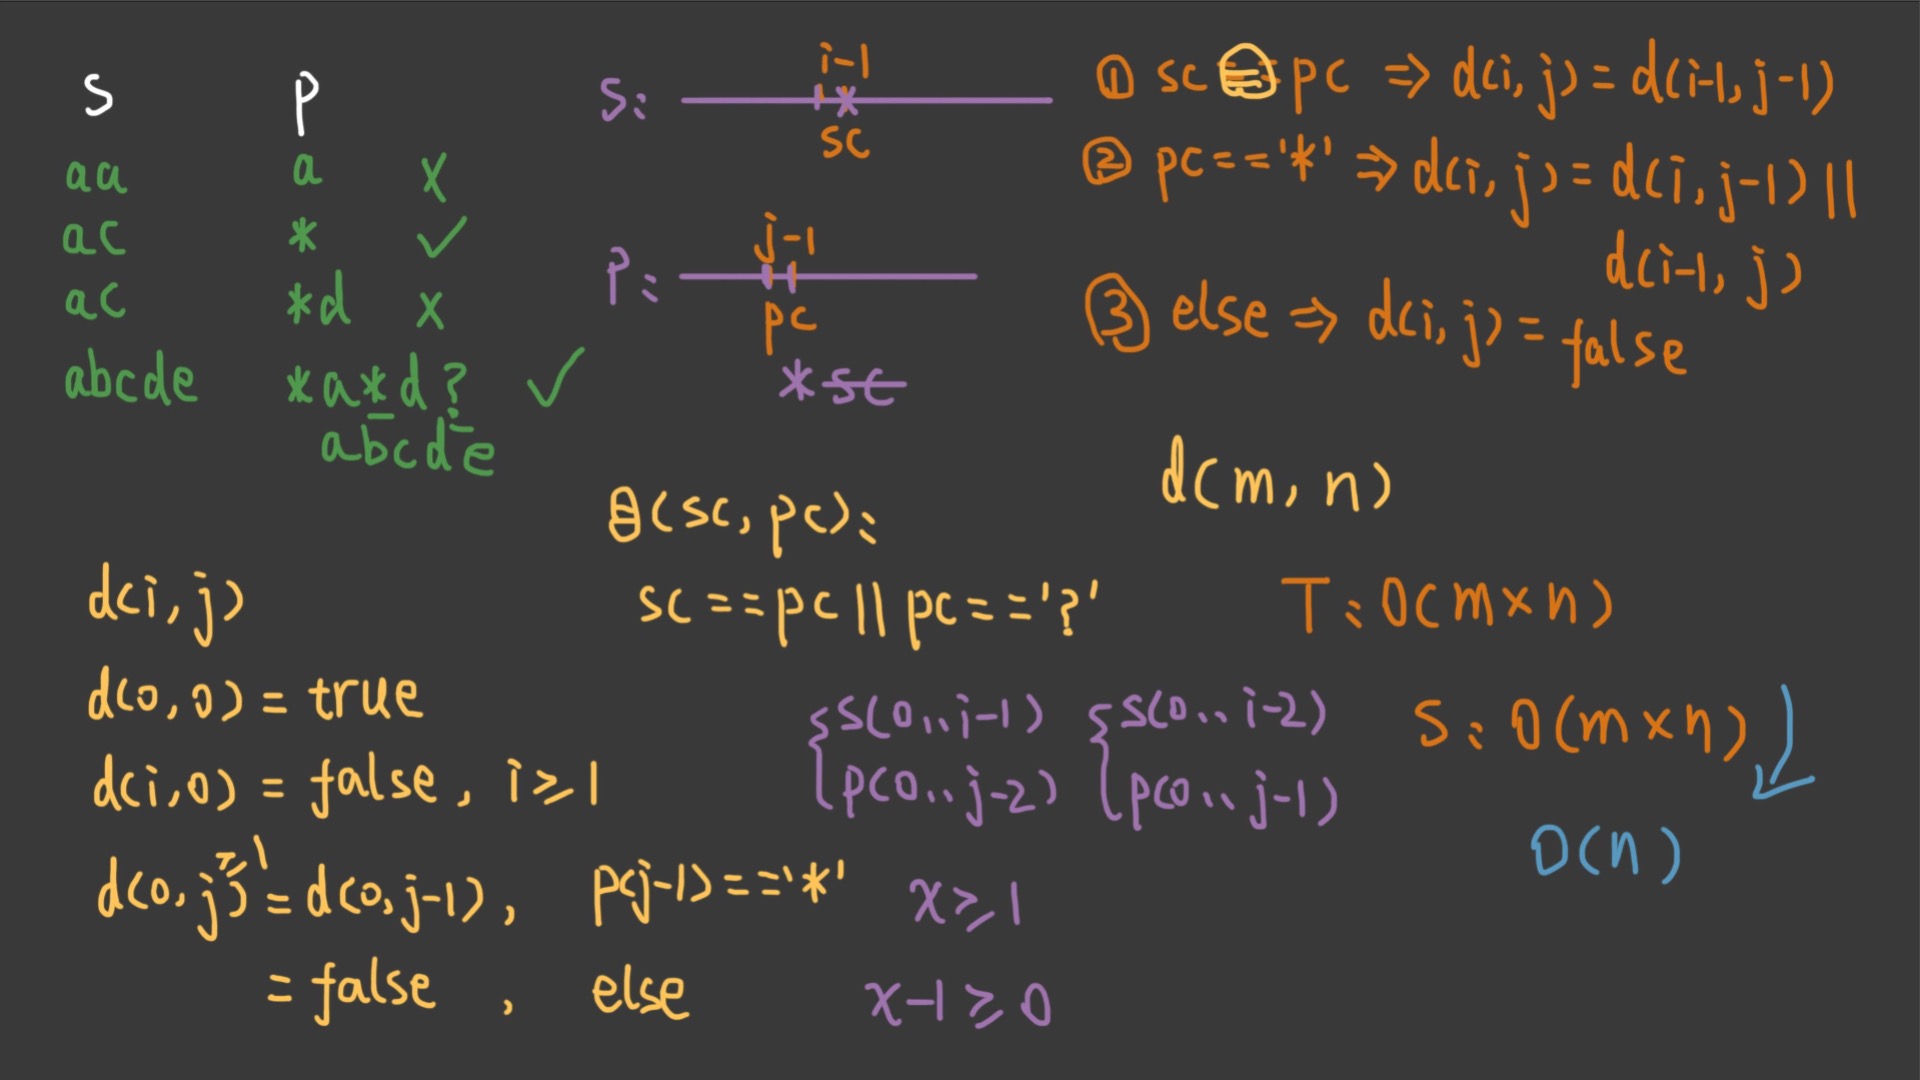 s p
aa a x
ac * ✓
ac *d x
abcde *a*d? ✓
abcde
s: i-1
sc
p: j-1
pc
* sc
① sc == pc ⇒ d(i, j) = d(i-1, j-1)
② pc == '*' ⇒ d(i, j) = d(i, j-1) ||
d(i-1, j)
③ else ⇒ d(i, j) = false
d(m, n)
(sc, pc):
sc == pc || pc == '?'
T: O(m×n)
S: O(m×n)
O(n)
d(i, j)
d(0, 0) = true
d(i, 0) = false, i ≥ 1
d(0, j) = d(0, j-1), p(j-1) == '*'
≥1
= false , else
s(0..i-1) s(0..i-2)
p(0..j-2) p(0..j-1)
x ≥ 1
x-1 ≥ 0